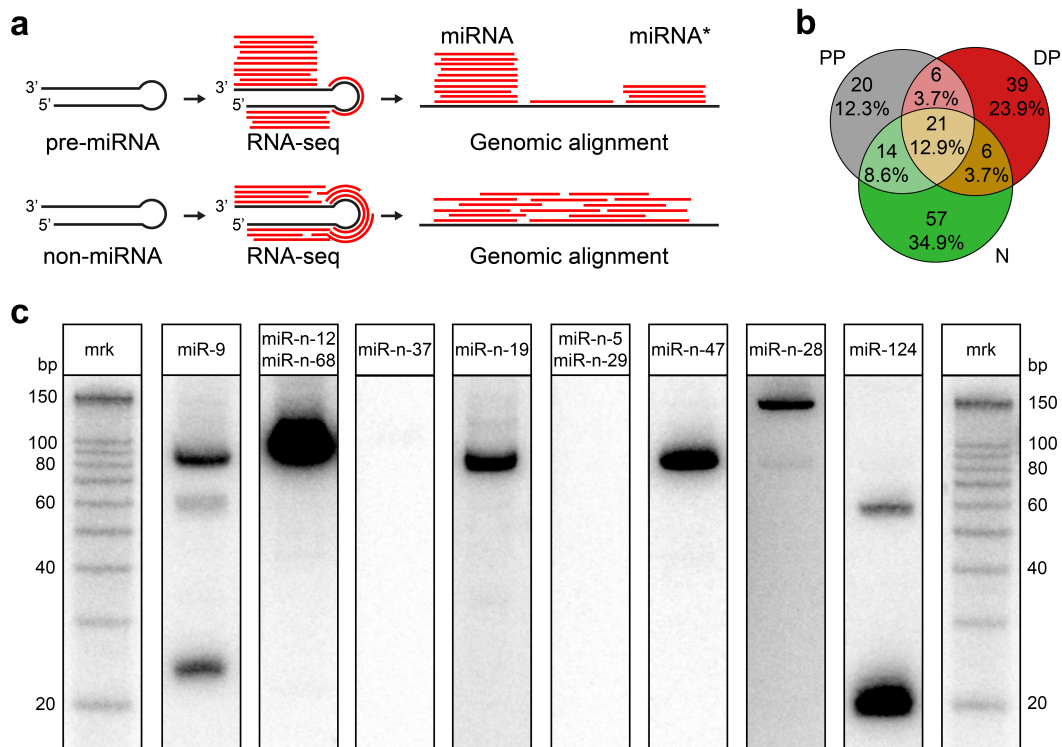 a
miRNA
miRNA*
3'
5'
3'
5'
pre-miRNA
RNA-seq
Genomic alignment
3'
5'
3'
5'
non-miRNA
RNA-seq
Genomic alignment
b
PP
DP
20
12.3%
6
3.7%
39
23.9%
21
12.9%
14
8.6%
6
3.7%
57
34.9%
N
c
bp
mrk
miR-9
miR-n-12
miR-n-68
miR-n-37
miR-n-19
miR-n-5
miR-n-29
miR-n-47
miR-n-28
miR-124
mrk
bp
150
100
80
60
40
20
150
100
80
60
40
20